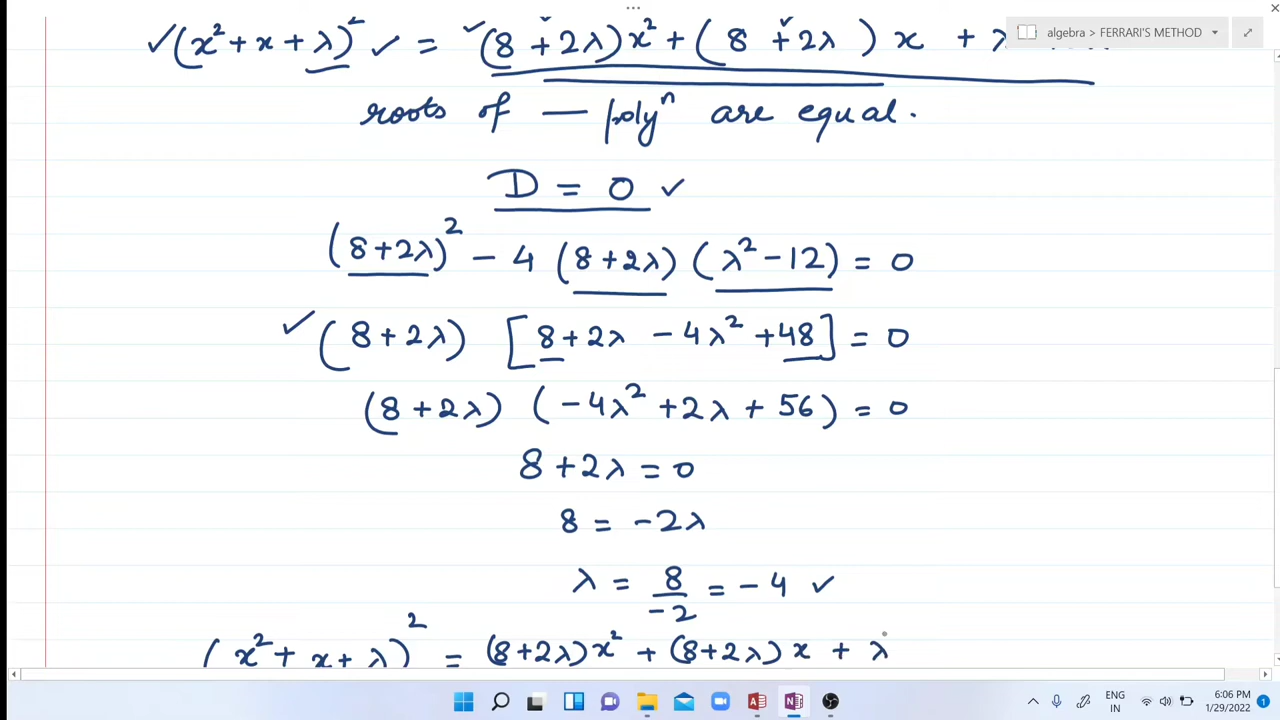 (x² + x + λ)² = (8 + 2λ)x² + (8 + 2λ) x + λ
algebra > FERRARI'S METHOD
roots of — polyⁿ are equal.
D = 0 ✓
(8+2λ)² - 4 (8+2λ) (λ² -12) = 0
✓ (8+2λ) [8+2λ - 4λ² +48] = 0
(8+2λ) (-4λ² +2λ + 56) = 0
8 +2λ = 0
8 = -2λ
λ = 8/-2 = -4 ✓
(x² + x + λ)² = (8+2λ)x² + (8+2λ)x + λ
ENG
IN
6:06 PM
1/29/2022